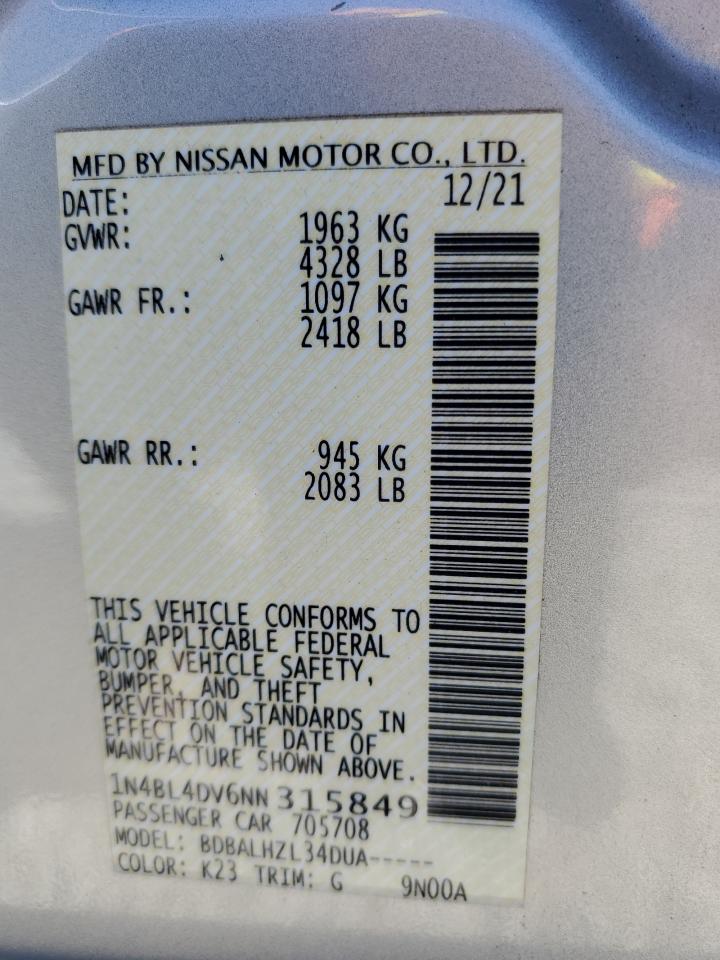 MFD BY NISSAN MOTOR CO., LTD.
DATE: 12/21
GVWR: 1963 KG
4328 LB
GAWR FR.: 1097 KG
2418 LB
GAWR RR.: 945 KG
2083 LB
THIS VEHICLE CONFORMS TO
ALL APPLICABLE FEDERAL
MOTOR VEHICLE SAFETY,
BUMPER, AND THEFT
PREVENTION STANDARDS IN
EFFECT ON THE DATE OF
MANUFACTURE SHOWN ABOVE.
1N4BL4DV6NN315849
PASSENGER CAR 705708
MODEL: BDBALHZL34DUA-----
COLOR: K23 TRIM: G 9N00A